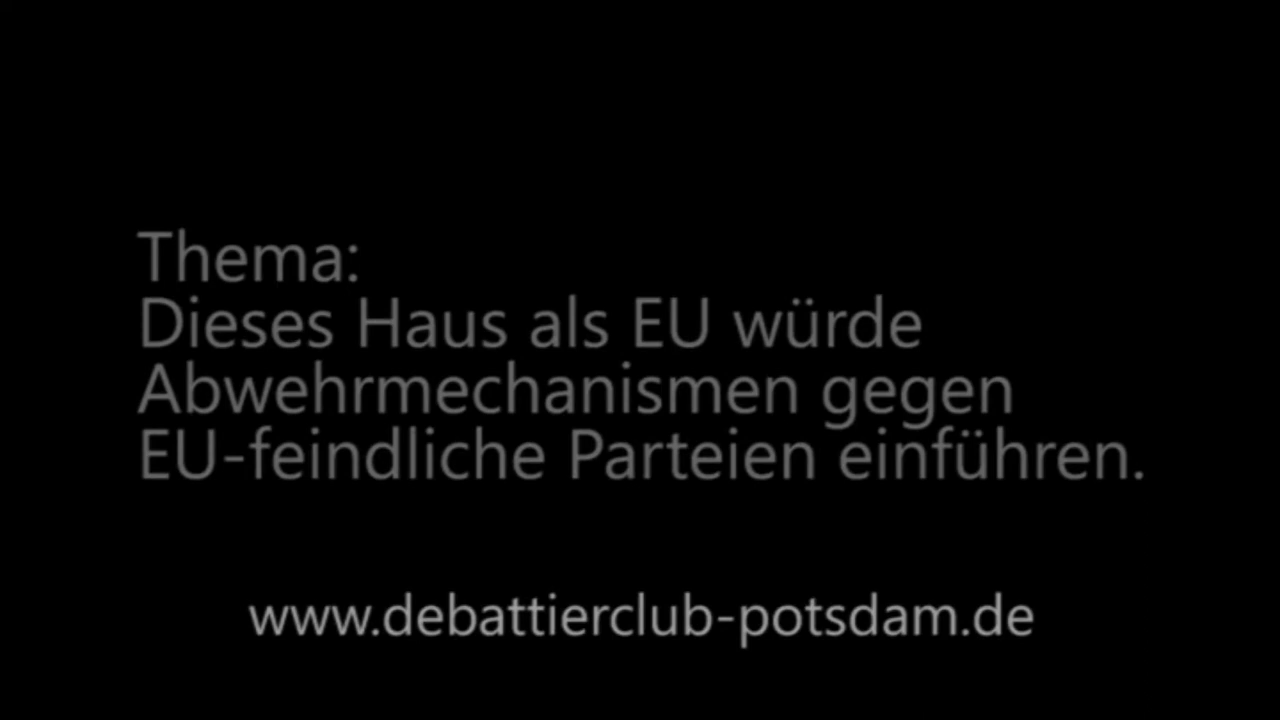 Thema:
Dieses Haus als EU würde
Abwehrmechanismen gegen
EU-feindliche Parteien einführen.
www.debattierclub-potsdam.de